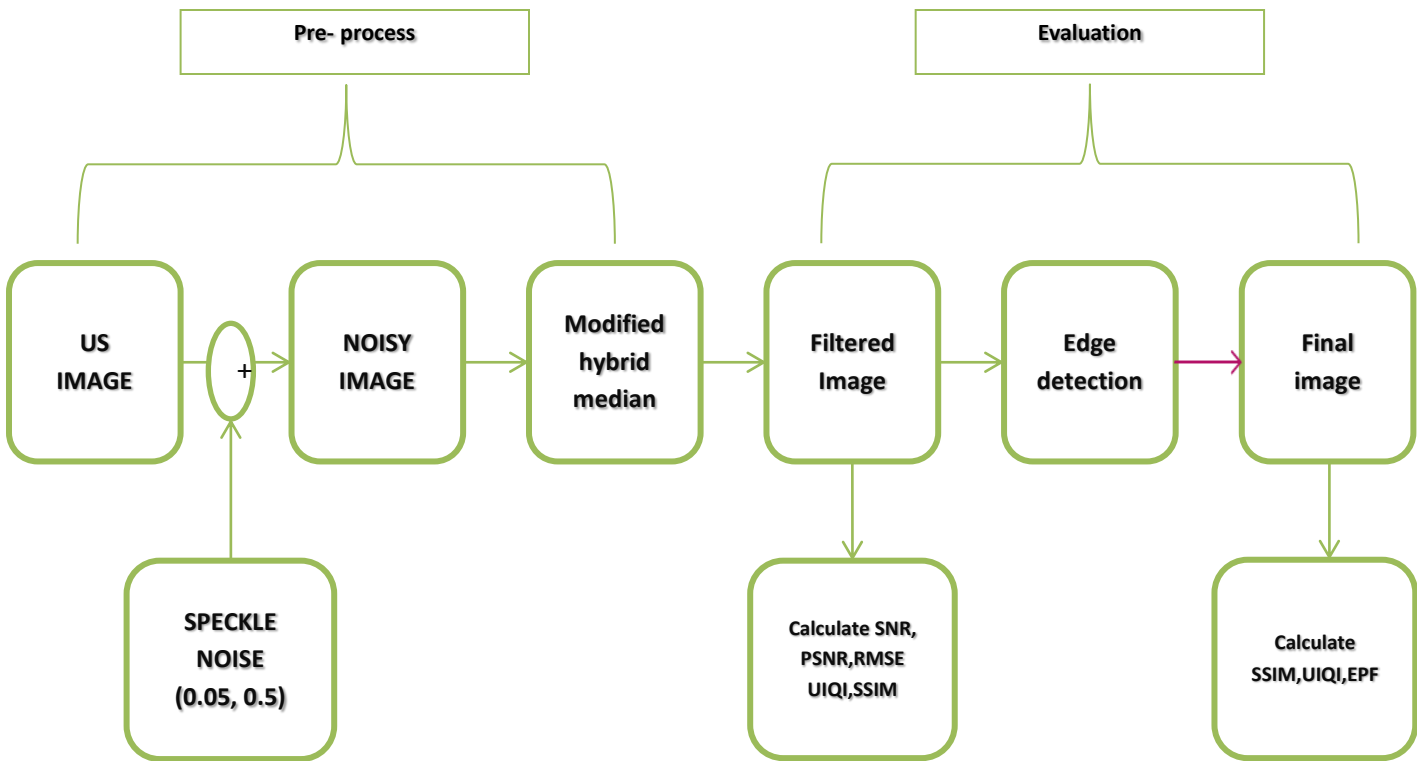 Pre- process
Evaluation
US
IMAGE
+
NOISY
IMAGE
Modified
hybrid
median
Filtered
Image
Edge
detection
Final
image
SPECKLE
NOISE
(0.05, 0.5)
Calculate SNR,
PSNR,RMSE
UIQI,SSIM
Calculate
SSIM,UIQI,EPF